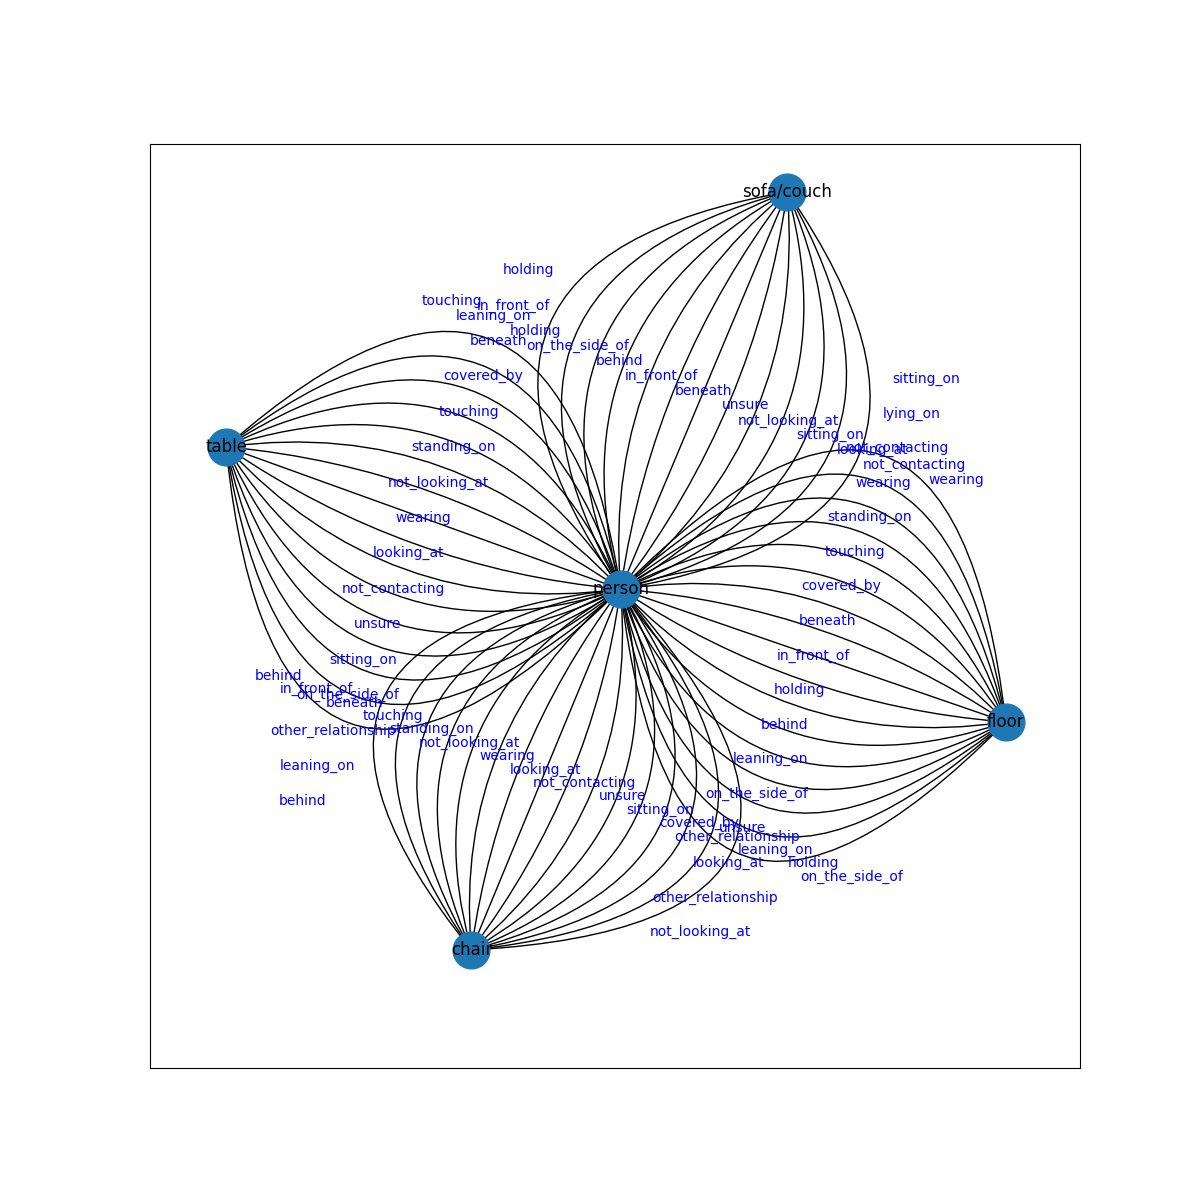 sofa/couch
holding
touching
in_front_of
leaning_on
holding
beneath
on_the_side_of
behind
covered_by
in_front_of
sitting_on
beneath
unsure
touching
lying_on
not_looking_at
sitting_on
table
standing_on
looking_at
not_contacting
not_contacting
wearing
not_looking_at
wearing
wearing
standing_on
looking_at
touching
not_contacting
person
covered_by
unsure
beneath
sitting_on
in_front_of
behind
in_front_of
on_the_side_of
holding
beneath
touching
floor
other_relationship
standing_on
behind
not_looking_at
wearing
leaning_on
leaning_on
looking_at
not_contacting
behind
unsure
on_the_side_of
sitting_on
covered_by
unsure
other_relationship
leaning_on
looking_at
holding
on_the_side_of
other_relationship
not_looking_at
chair